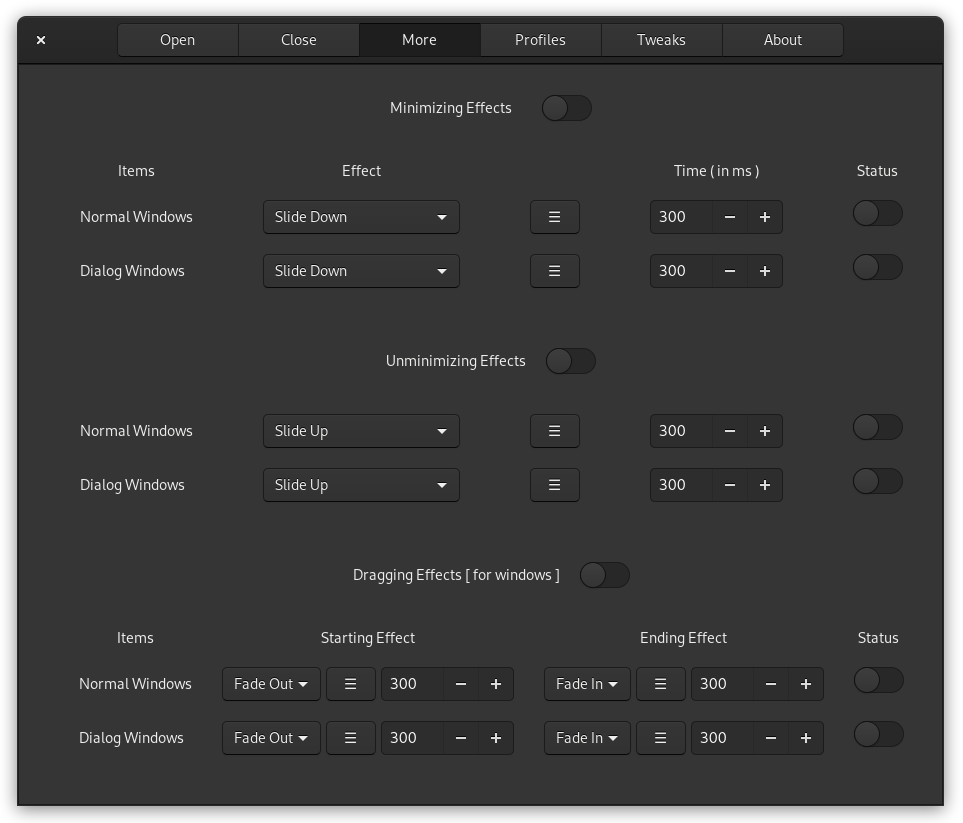 Open Close More Profiles Tweaks About
Minimizing Effects
Items Effect Time ( in ms ) Status
Normal Windows Slide Down 300
Dialog Windows Slide Down 300
Unminimizing Effects
Normal Windows Slide Up 300
Dialog Windows Slide Up 300
Dragging Effects [ for windows ]
Items Starting Effect Ending Effect Status
Normal Windows Fade Out 300 Fade In 300
Dialog Windows Fade Out 300 Fade In 300